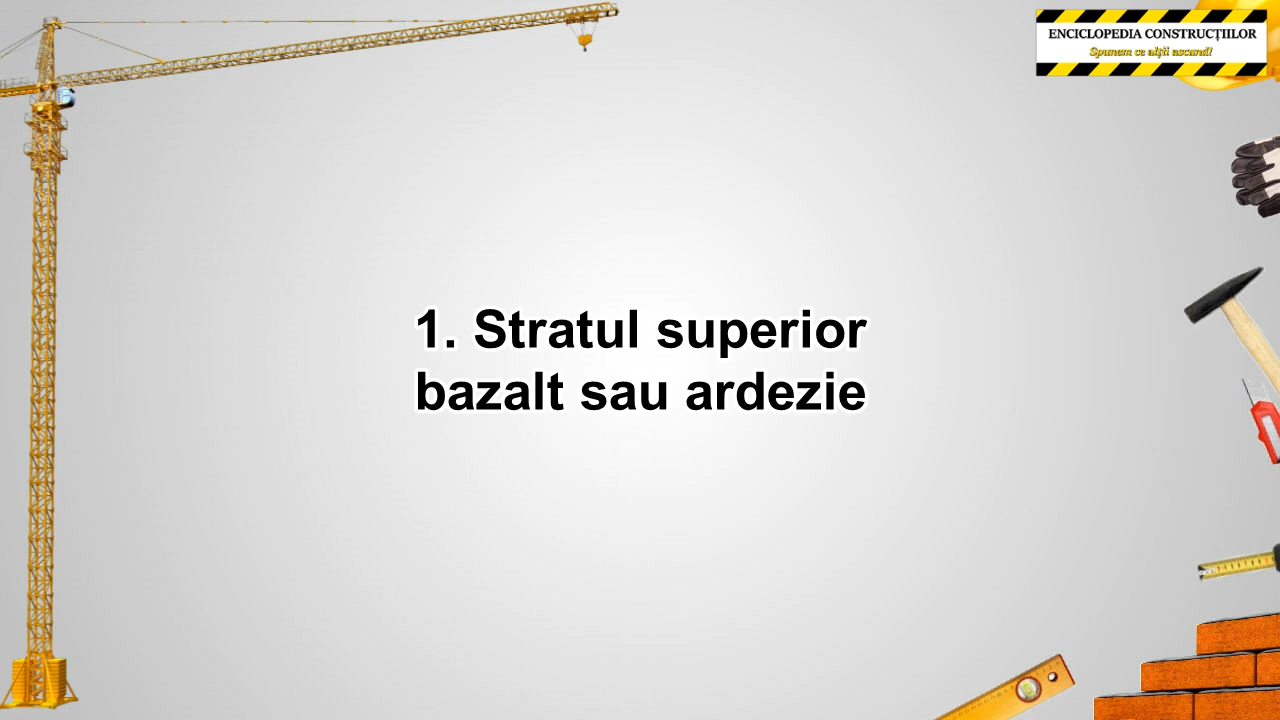 ENCICLOPEDIA CONSTRUCȚIILOR
Spunem ce alții ascund!
1. Stratul superior
bazalt sau ardezie